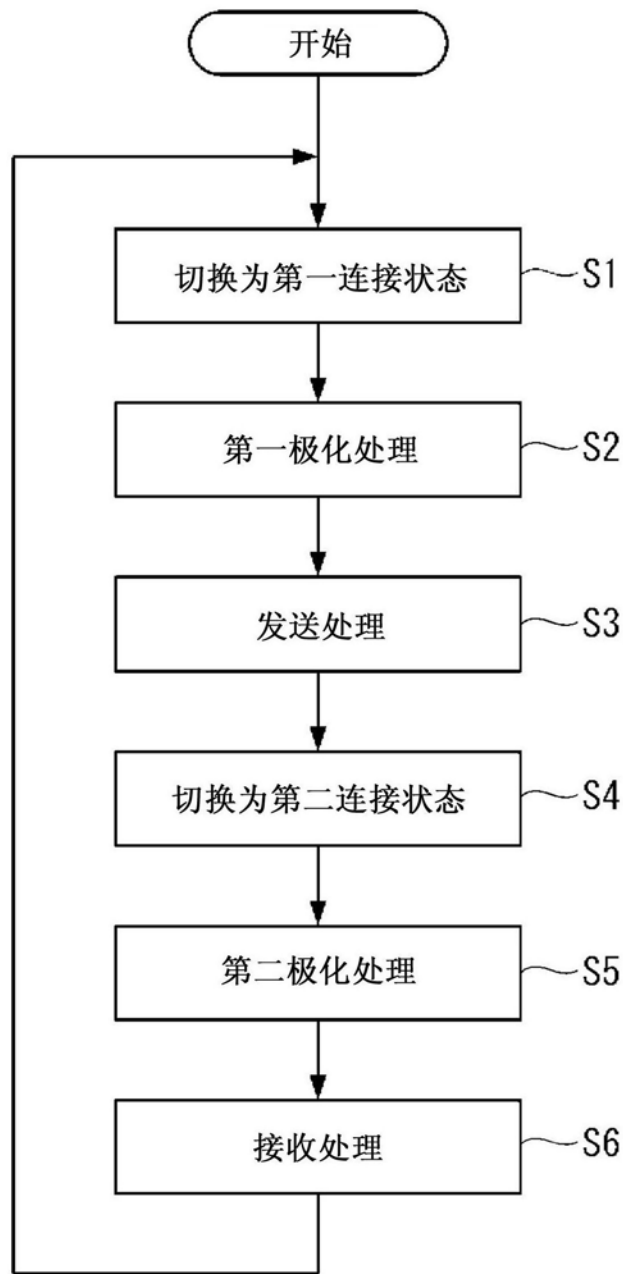 开始
切换为第一连接状态
S1
第一极化处理
S2
发送处理
S3
切换为第二连接状态
S4
第二极化处理
S5
接收处理
S6